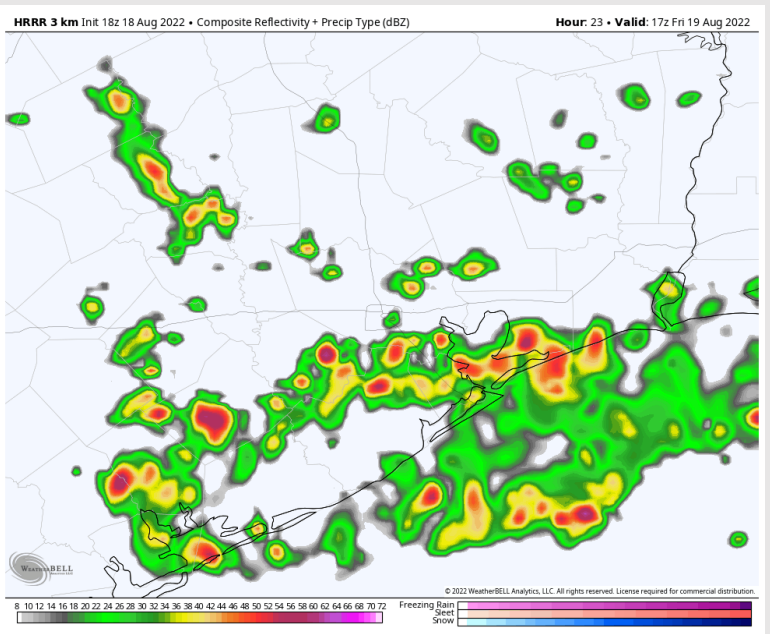 HRRR 3 km Init 18z 18 Aug 2022 • Composite Reflectivity + Precip Type (dBZ)
Hour: 23 • Valid: 17z Fri 19 Aug 2022
WEATHERBELL
© 2022 WeatherBELL Analytics, LLC. All rights reserved. License required for commercial distribution.
8 10 12 14 16 18 20 22 24 26 28 30 32 34 36 38 40 42 44 46 48 50 52 54 56 58 60 62 64 66 68 70 72
Freezing Rain
Sleet
Snow